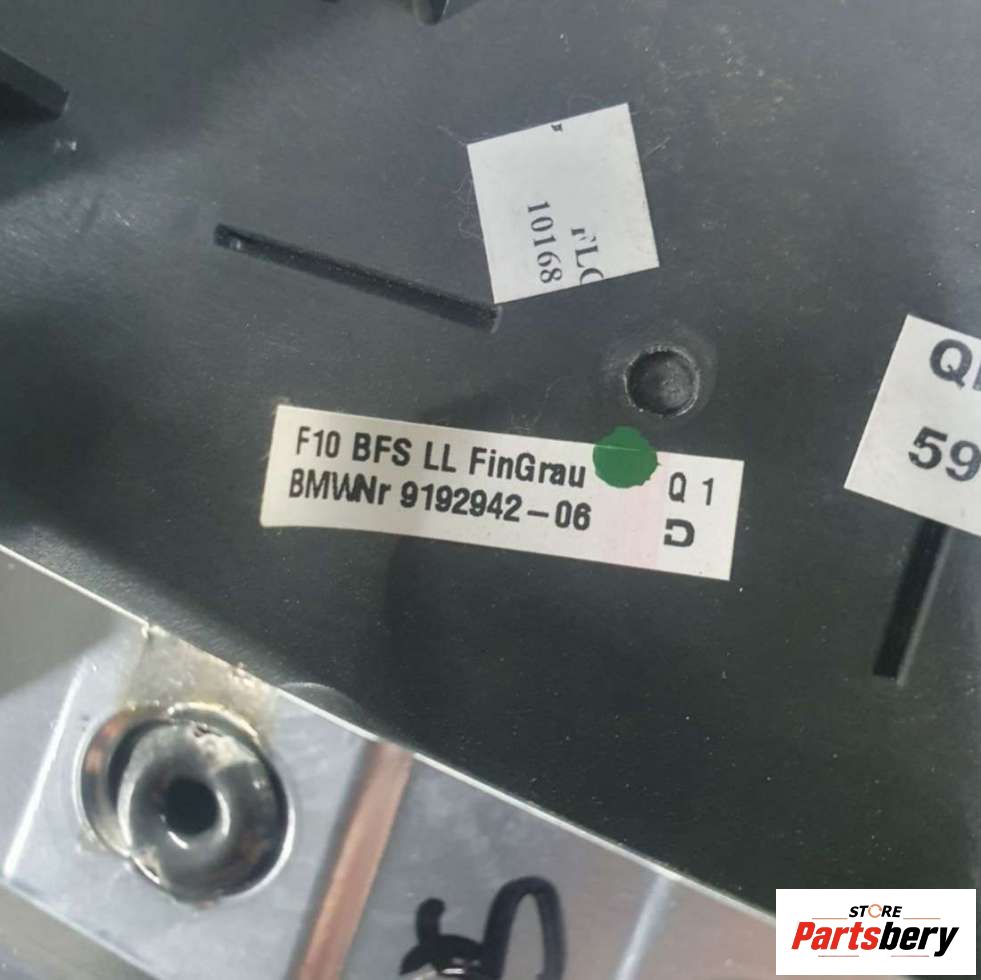 10168
F10 BFS LL FinGrau
BMWNr 9192942-06
Q 1
D
59
STORE
Partsbery